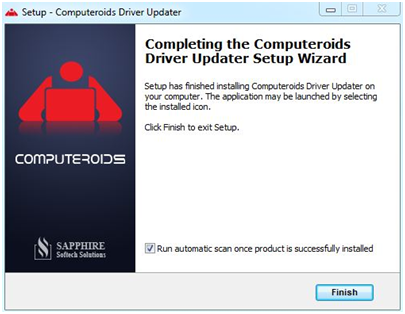 Setup - Computeroids Driver Updater
Completing the Computeroids
Driver Updater Setup Wizard
Setup has finished installing Computeroids Driver Updater on
your computer. The application may be launched by selecting
the installed icon.
Click Finish to exit Setup.
COMPUTEROIDS
SAPPHIRE
Softech Solutions
Run automatic scan once product is successfully installed
Finish